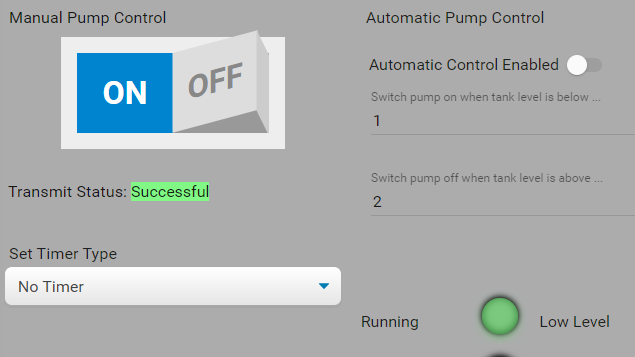 Manual Pump Control
ON
OFF
Transmit Status: Successful
Set Timer Type
No Timer
Automatic Pump Control
Automatic Control Enabled
Switch pump on when tank level is below ...
1
Switch pump off when tank level is above ...
2
Running
Low Level